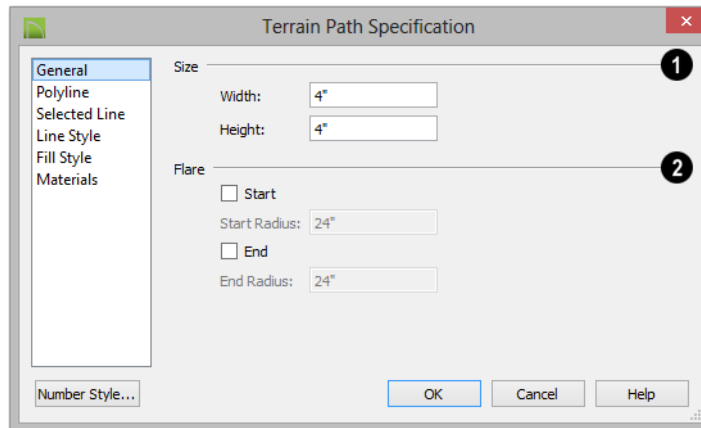 Terrain Path Specification
General
Polyline
Selected Line
Line Style
Fill Style
Materials
Size
1
Width: 4"
Height: 4"
Flare
2
Start
Start Radius: 24"
End
End Radius: 24"
Number Style...
OK
Cancel
Help